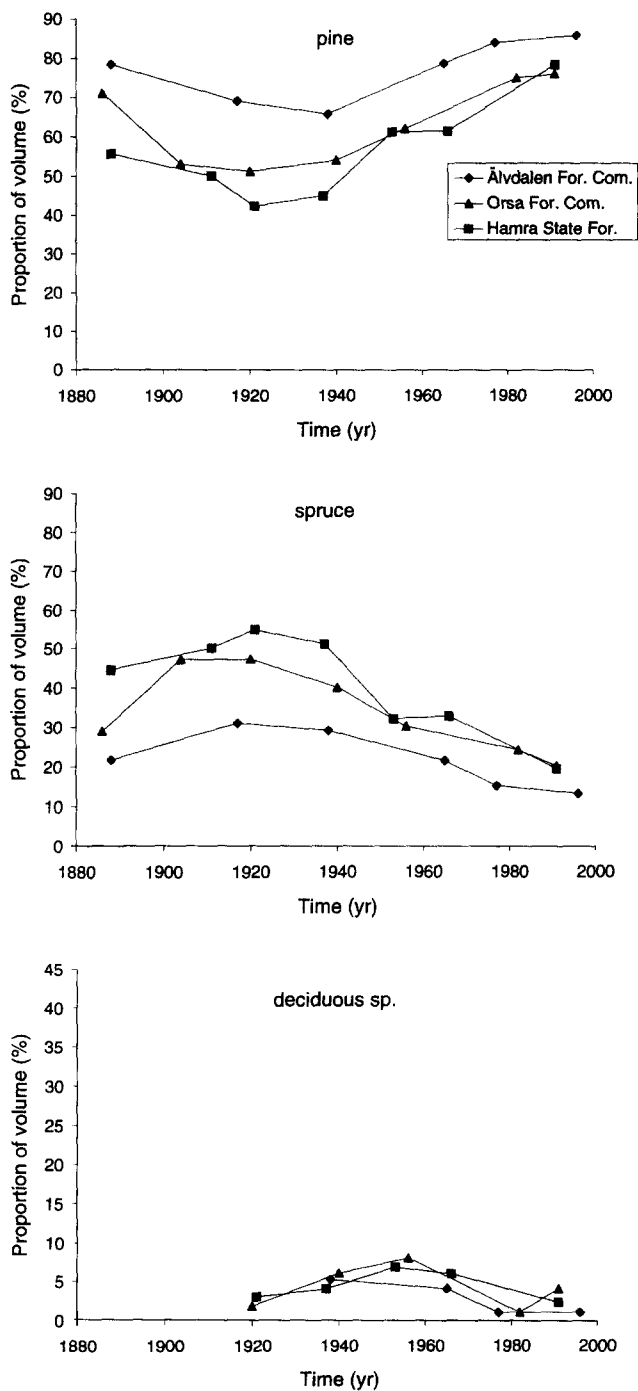 pine
Proportion of volume (%)
90
80
70
60
50
40
30
20
10
0
1880 1900 1920 1940 1960 1980 2000
Time (yr)
Älvdalen For. Com.
Orsa For. Com.
Hamra State For.
spruce
Proportion of volume (%)
90
80
70
60
50
40
30
20
10
0
1880 1900 1920 1940 1960 1980 2000
Time (yr)
deciduous sp.
Proportion of volume (%)
45
40
35
30
25
20
15
10
5
0
1880 1900 1920 1940 1960 1980 2000
Time (yr)